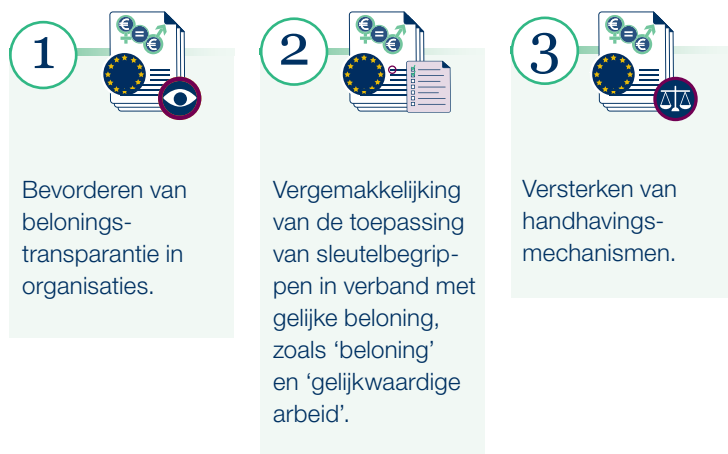 1
Bevorderen van
belonings-
transparantie in
organisaties.
2
Vergemakkelijking
van de toepassing
van sleutelbegrip-
pen in verband met
gelijke beloning,
zoals ‘beloning’
en ‘gelijkwaardige
arbeid’.
3
Versterken van
handhavings-
mechanismen.